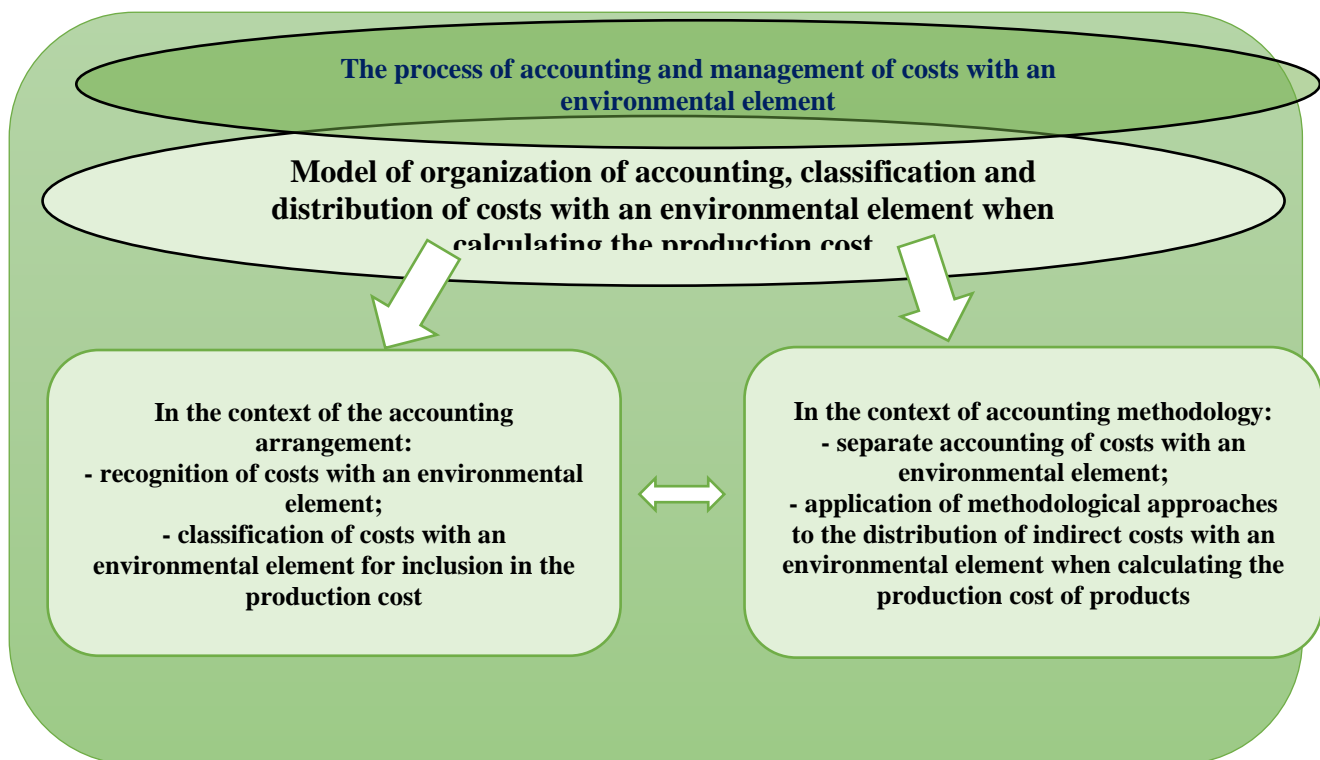 The process of accounting and management of costs with an
environmental element
Model of organization of accounting, classification and
distribution of costs with an environmental element when
calculating the production cost
In the context of the accounting
arrangement:
- recognition of costs with an environmental
element;
- classification of costs with an
environmental element for inclusion in the
production cost
In the context of accounting methodology:
- separate accounting of costs with an
environmental element;
- application of methodological approaches
to the distribution of indirect costs with an
environmental element when calculating the
production cost of products